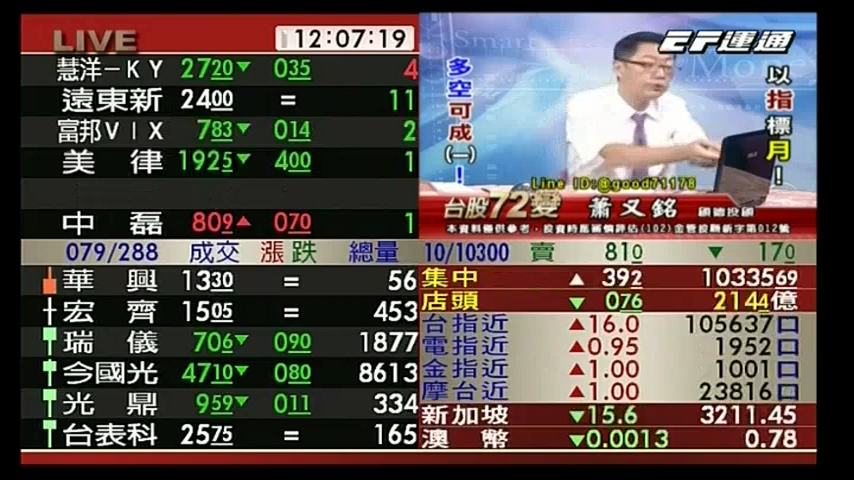 LIVE 12:07:19
慧洋－KY 2720▼ 035 4
遠東新 2400 = 11
富邦VIX 783▼ 014 2
美律 1925▼ 400 1
中磊 809▲ 070 1
079/288 成交 漲跌 總量
華興 1330 = 56
宏齊 1505 = 453
瑞儀 706▼ 090 1877
今國光 4710▼ 080 8613
光鼎 959▼ 011 334
台表科 2575 = 165
EF運通
多空可成(一)!
以指標月!
Line ID:@good71178
台股72變 蕭又銘 碩德投顧
10/10300 賣 810 ▼ 170
集中 ▲ 392 1033569
店頭 ▼ 076 2144億
台指近 ▲16.0 105637口
電指近 ▲0.95 1952口
金指近 ▲1.00 1001口
摩台近 ▲1.00 23816口
新加坡 ▼15.6 3211.45
澳幣 ▼0.0013 0.78